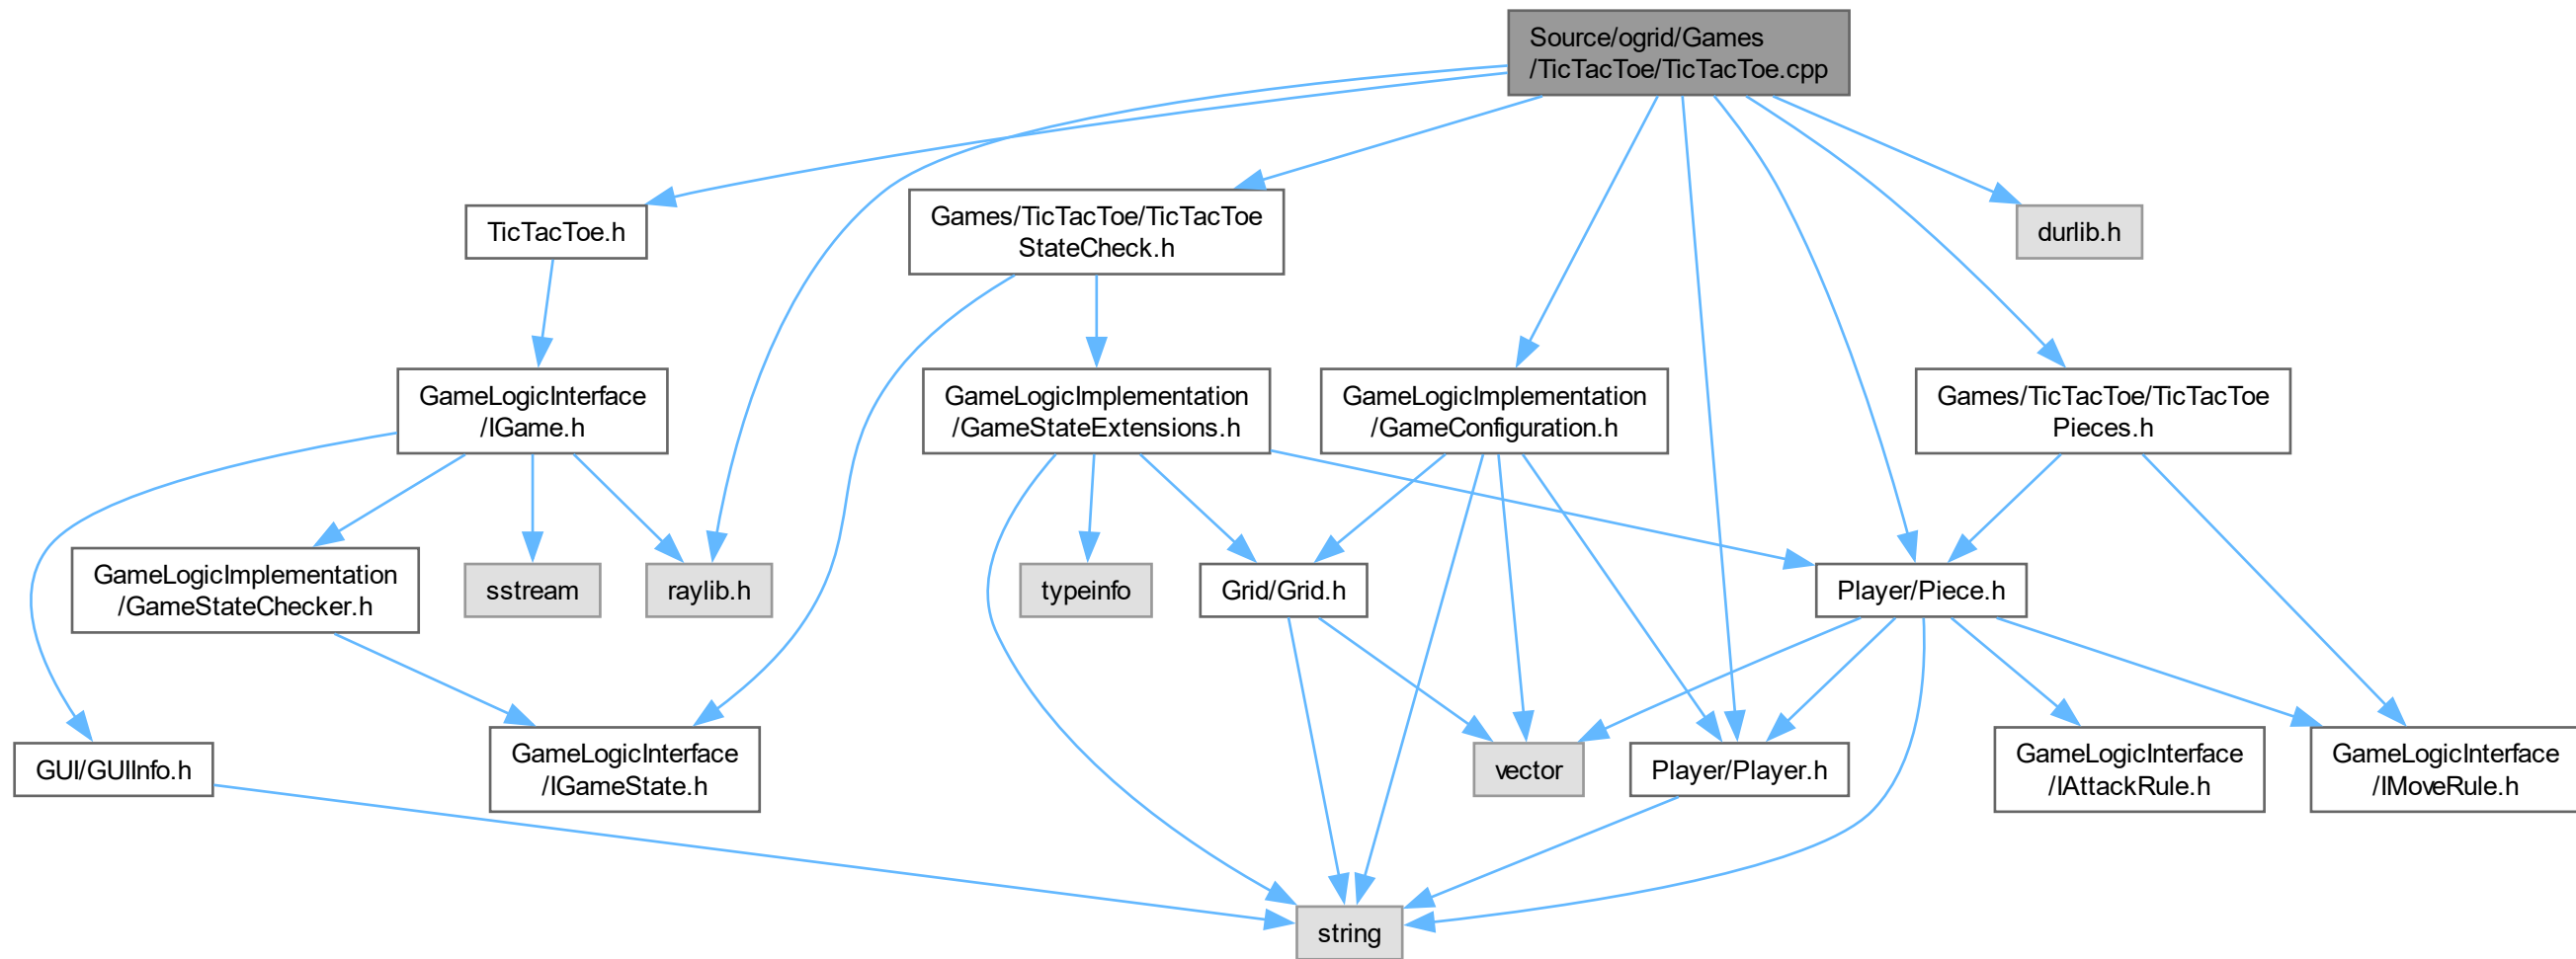 Source/ogrid/Games
/TicTacToe/TicTacToe.cpp
TicTacToe.h
Games/TicTacToe/TicTacToe
StateCheck.h
durlib.h
GameLogicInterface
/IGame.h
GameLogicImplementation
/GameStateExtensions.h
GameLogicImplementation
/GameConfiguration.h
Games/TicTacToe/TicTacToe
Pieces.h
GameLogicImplementation
/GameStateChecker.h
sstream
raylib.h
typeinfo
Grid/Grid.h
Player/Piece.h
GUI/GUIInfo.h
GameLogicInterface
/IGameState.h
vector
Player/Player.h
GameLogicInterface
/IAttackRule.h
GameLogicInterface
/IMoveRule.h
string